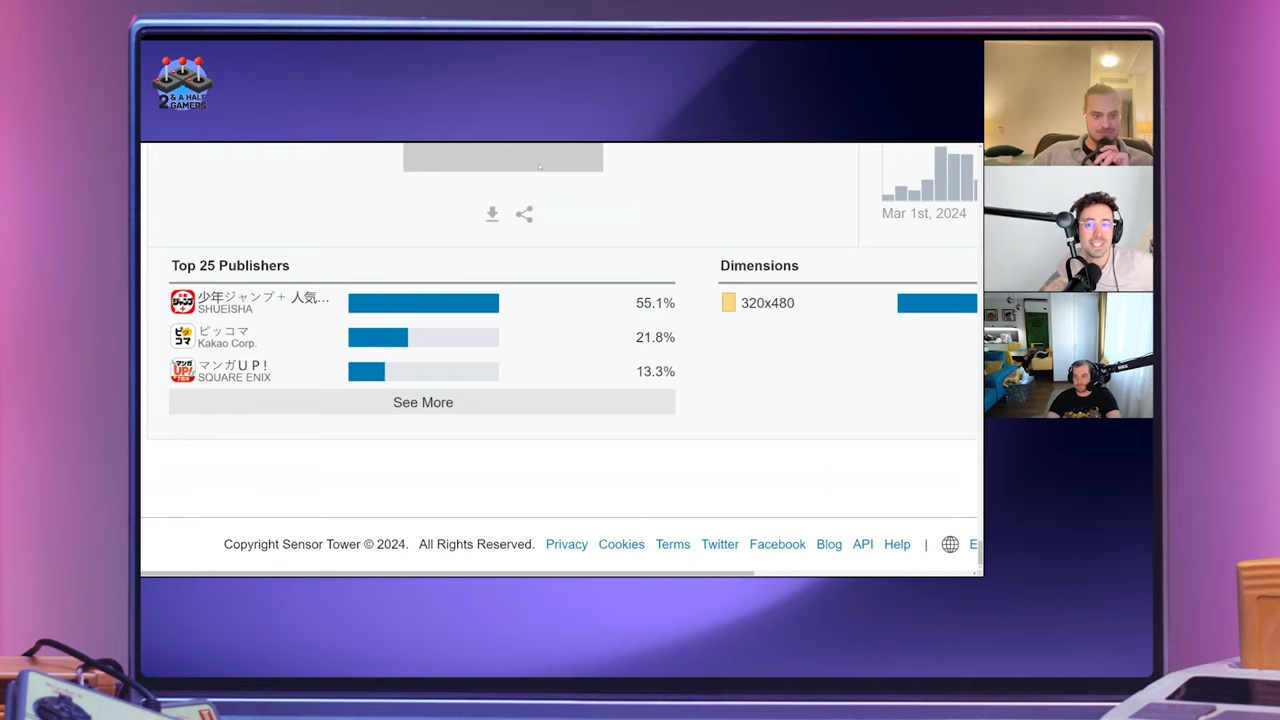 2 & A HALF
GAMERS
Mar 1st, 2024
Top 25 Publishers
Dimensions
少年ジャンプ＋ 人気...
SHUEISHA
55.1%
320x480
ピッコマ
Kakao Corp.
21.8%
マンガＵＰ！
SQUARE ENIX
13.3%
See More
Copyright Sensor Tower © 2024. All Rights Reserved. Privacy Cookies Terms Twitter Facebook Blog API Help | E